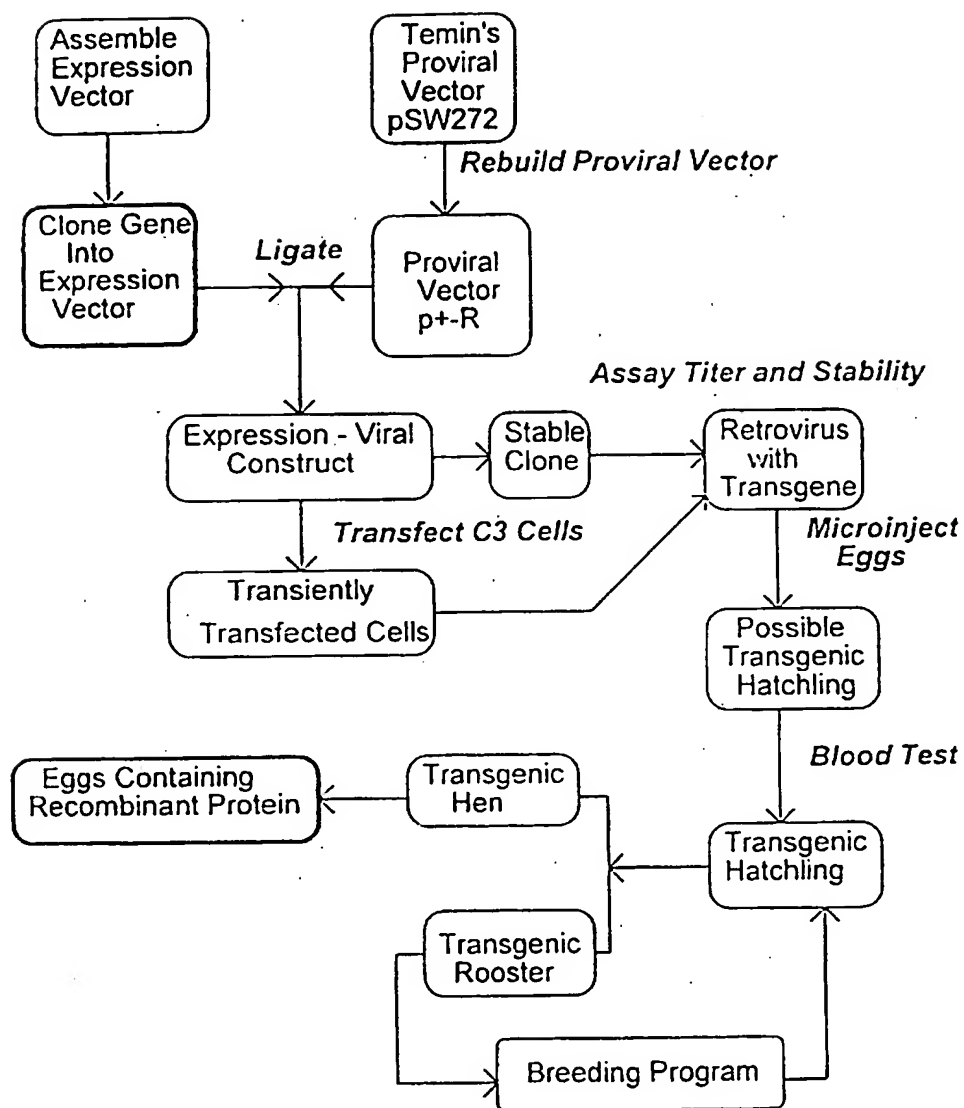 Assemble
Expression
Vector
Temin's
Proviral
Vector
pSW272
Rebuild Proviral Vector
Clone Gene
Into
Expression
Vector
Ligate
Proviral
Vector
p+-R
Assay Titer and Stability
Expression - Viral
Construct
Stable
Clone
Retrovirus
with
Transgene
Transfect C3 Cells
Microinject
Eggs
Transiently
Transfected Cells
Possible
Transgenic
Hatchling
Blood Test
Eggs Containing
Recombinant Protein
Transgenic
Hen
Transgenic
Hatchling
Transgenic
Rooster
Breeding Program